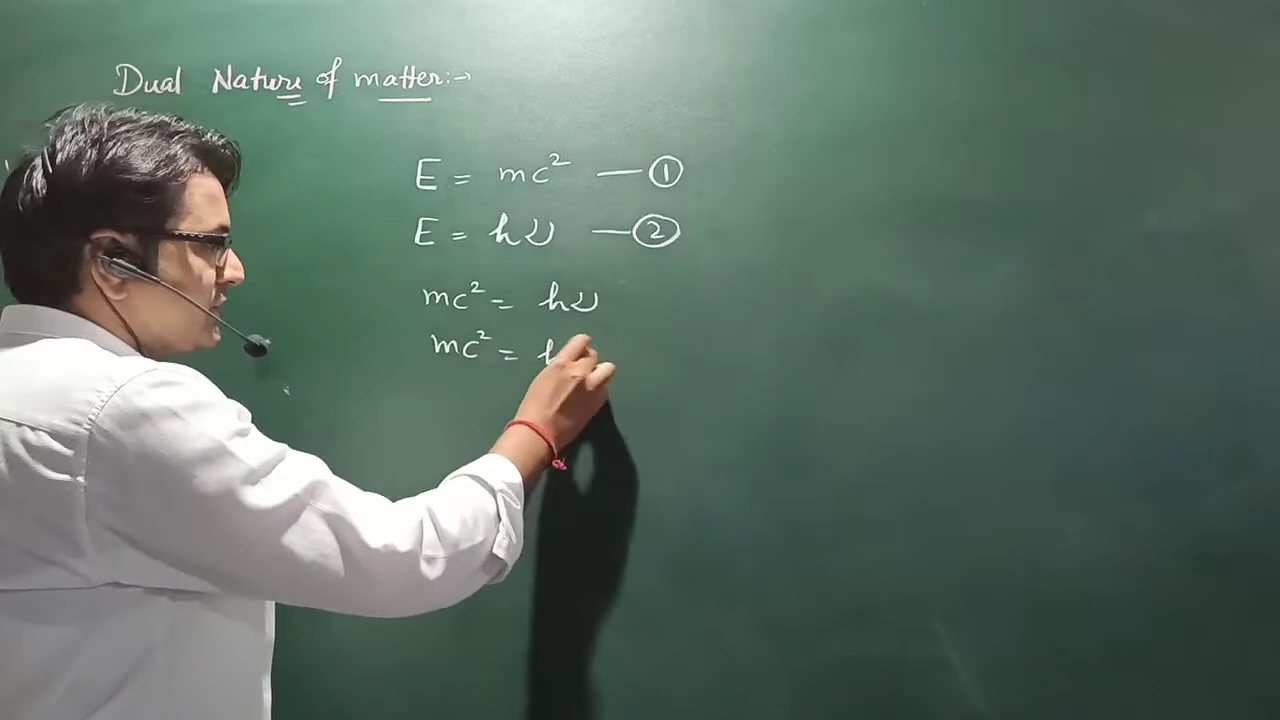 Dual Nature of matter:→
E = mc² —①
E = hν —②
mc² = hν
mc² = h